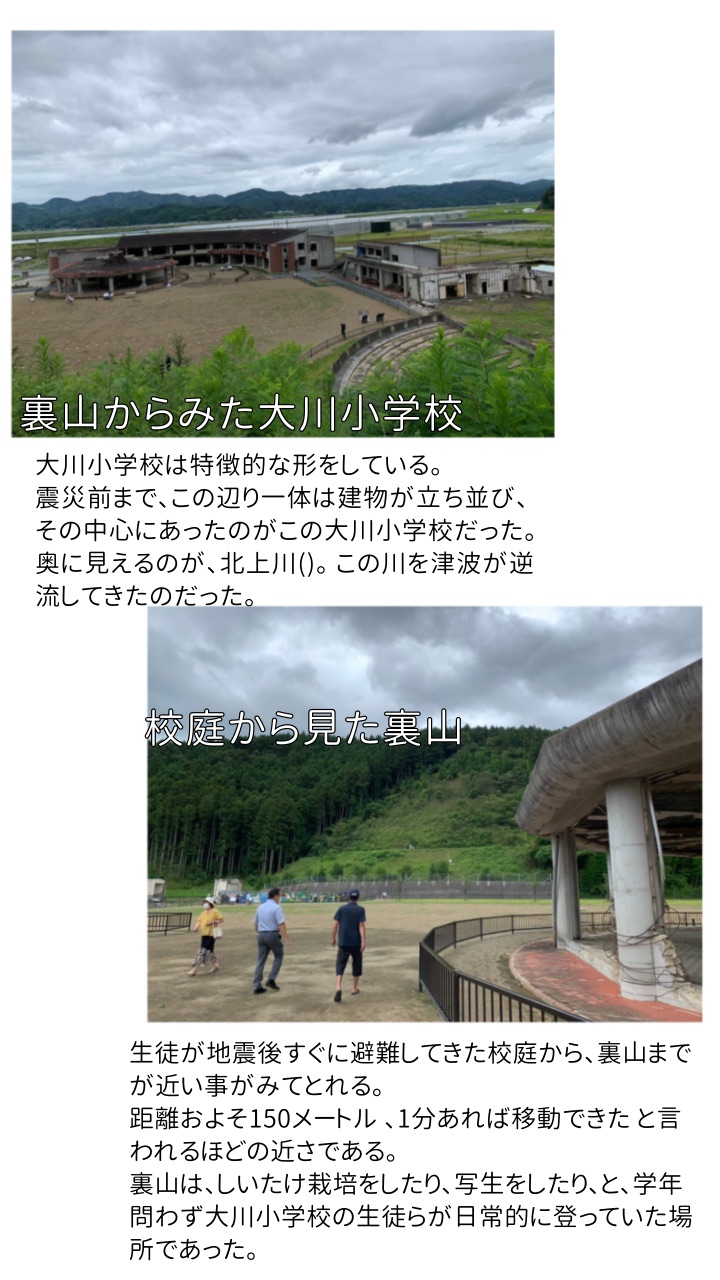 裏山からみた大川小学校
大川小学校は特徴的な形をしている。
震災前まで、この辺り一体は建物が立ち並び、
その中心にあったのがこの大川小学校だった。
奥に見えるのが、北上川()。この川を津波が逆
流してきたのだった。
校庭から見た裏山
生徒が地震後すぐに避難してきた校庭から、裏山まで
が近い事がみてとれる。
距離およそ150メートル 、1分あれば移動できた と言
われるほどの近さである。
裏山は、しいたけ栽培をしたり、写生をしたり、と、学年
問わず大川小学校の生徒らが日常的に登っていた場
所であった。